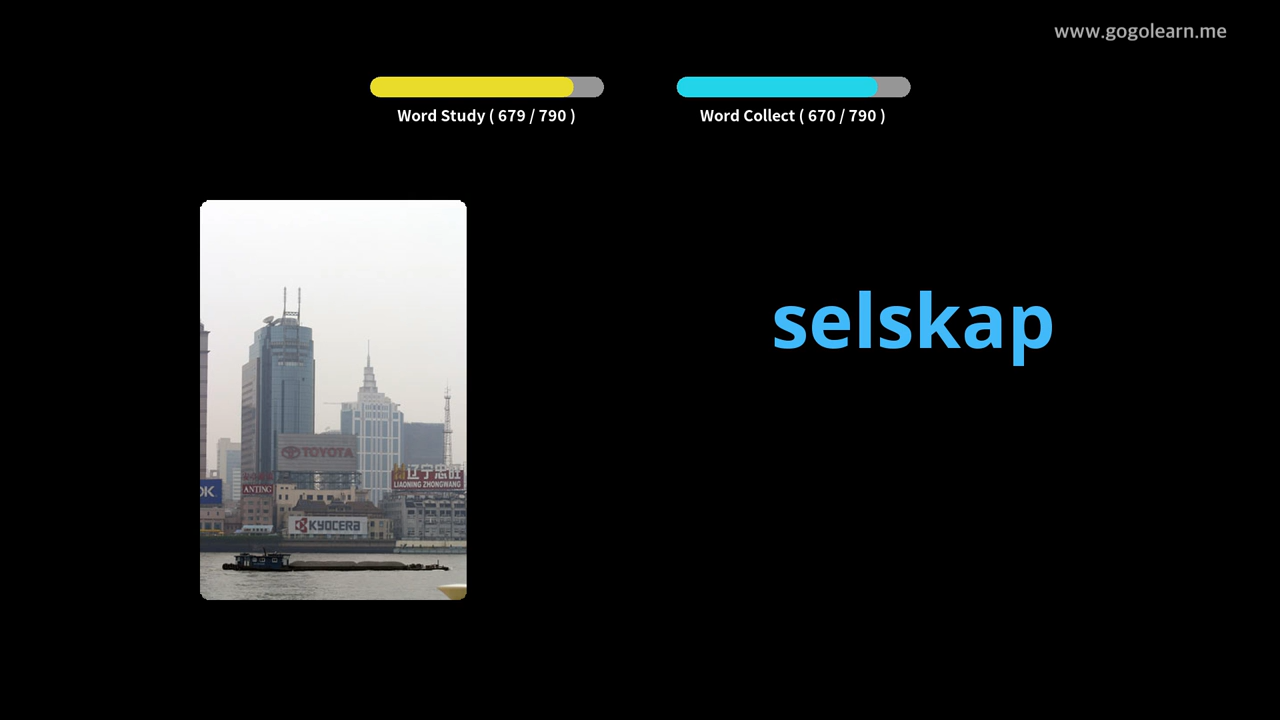 www.gogolearn.me
Word Study ( 679 / 790 )
Word Collect ( 670 / 790 )
selskap
TOYOTA
辽宁忠旺
LIAONING ZHONGWANG
OK
ANTING
KYOCERA